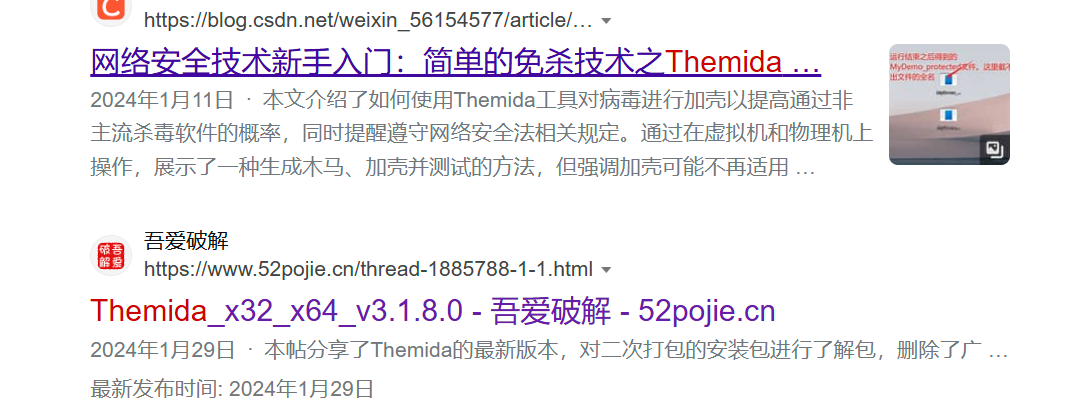 https://blog.csdn.net/weixin_56154577/article/…
网络安全技术新手入门：简单的免杀技术之Themida …
2024年1月11日 · 本文介绍了如何使用Themida工具对病毒进行加壳以提高通过非
主流杀毒软件的概率，同时提醒遵守网络安全法相关规定。通过在虚拟机和物理机上
操作，展示了一种生成木马、加壳并测试的方法，但强调加壳可能不再适用 …
运行结束之后得到的
MyDemo_protected文件，这里截不
出文件的全名
破吾
解爱
吾爱破解
https://www.52pojie.cn/thread-1885788-1-1.html
Themida_x32_x64_v3.1.8.0 - 吾爱破解 - 52pojie.cn
2024年1月29日 · 本帖分享了Themida的最新版本，对二次打包的安装包进行了解包，删除了广 …
最新发布时间: 2024年1月29日